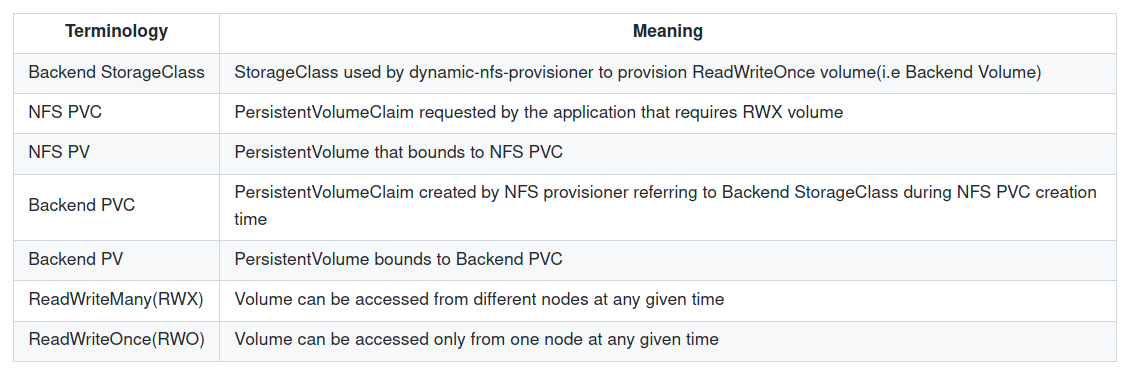 Terminology Meaning
Backend StorageClass StorageClass used by dynamic-nfs-provisioner to provision ReadWriteOnce volume(i.e Backend Volume)
NFS PVC PersistentVolumeClaim requested by the application that requires RWX volume
NFS PV PersistentVolume that bounds to NFS PVC
Backend PVC PersistentVolumeClaim created by NFS provisioner referring to Backend StorageClass during NFS PVC creation
time
Backend PV PersistentVolume bounds to Backend PVC
ReadWriteMany(RWX) Volume can be accessed from different nodes at any given time
ReadWriteOnce(RWO) Volume can be accessed only from one node at any given time